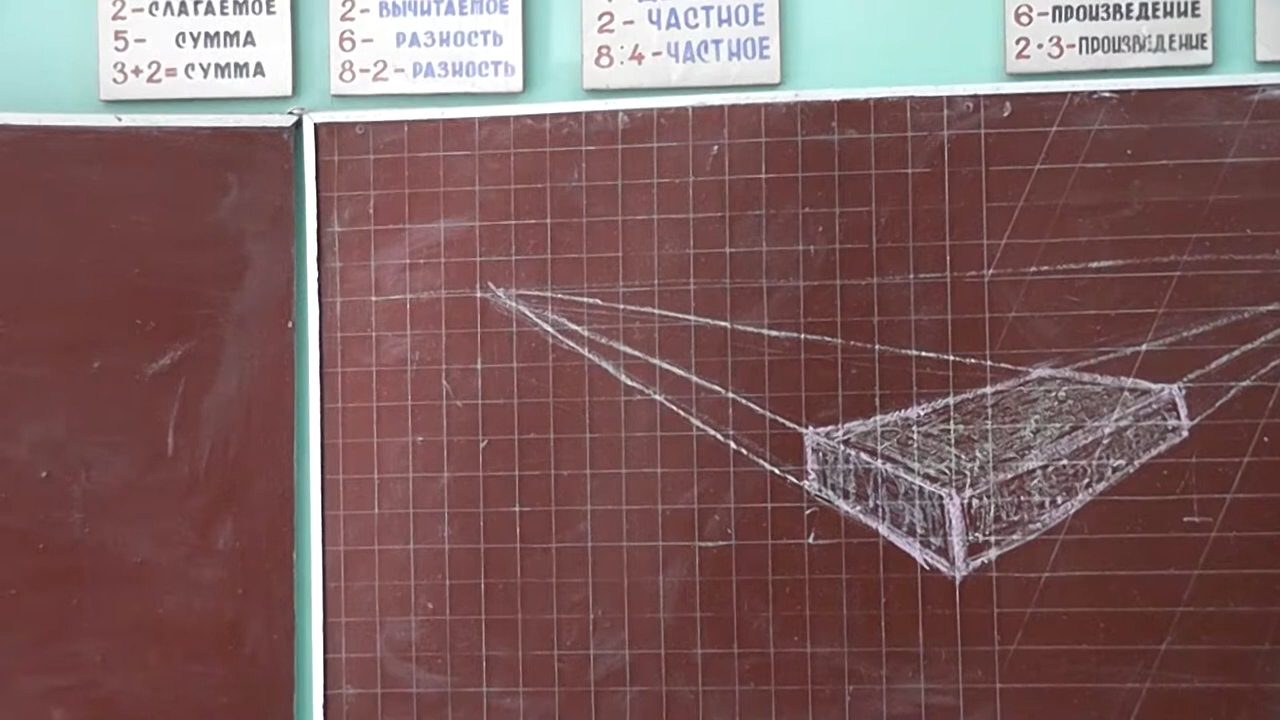 2-СЛАГАЕМОЕ
5- СУММА
3+2=СУММА
2-ВЫЧИТАЕМОЕ
6- РАЗНОСТЬ
8-2-РАЗНОСТЬ
2- ЧАСТНОЕ
8:4-ЧАСТНОЕ
6-ПРОИЗВЕДЕНИЕ
2·3-ПРОИЗВЕДЕНИЕ